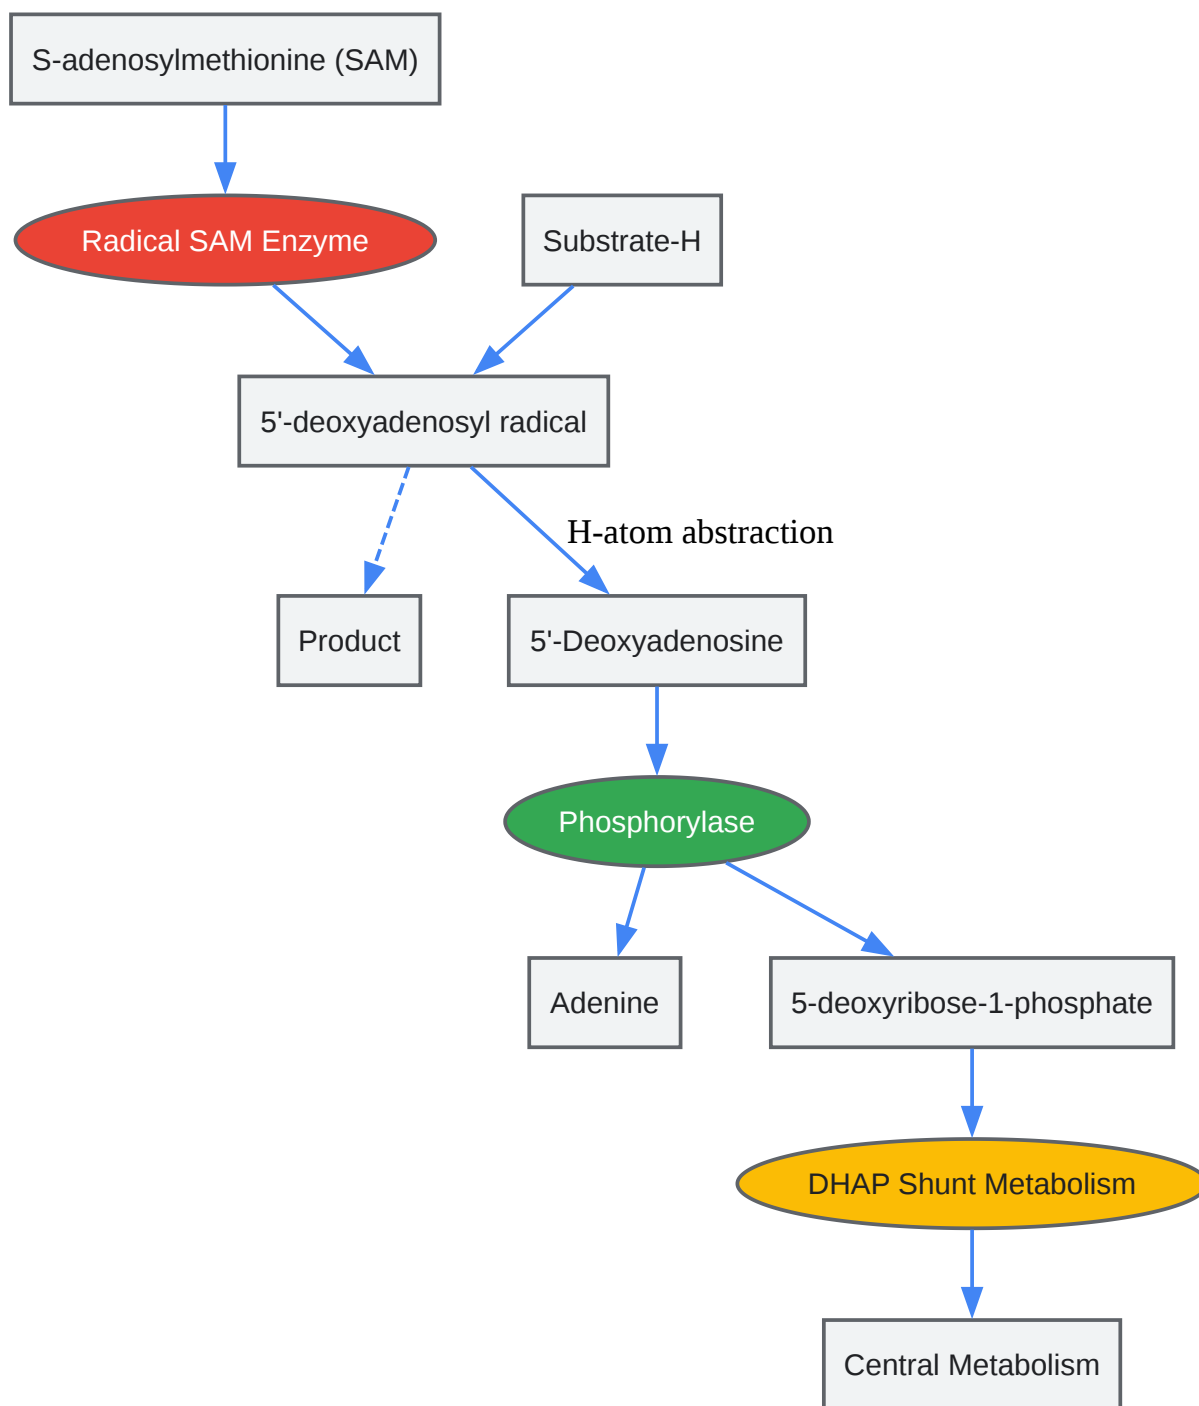 S-adenosylmethionine (SAM)
Radical SAM Enzyme
Substrate-H
5'-deoxyadenosyl radical
H-atom abstraction
Product
5'-Deoxyadenosine
Phosphorylase
Adenine
5-deoxyribose-1-phosphate
DHAP Shunt Metabolism
Central Metabolism